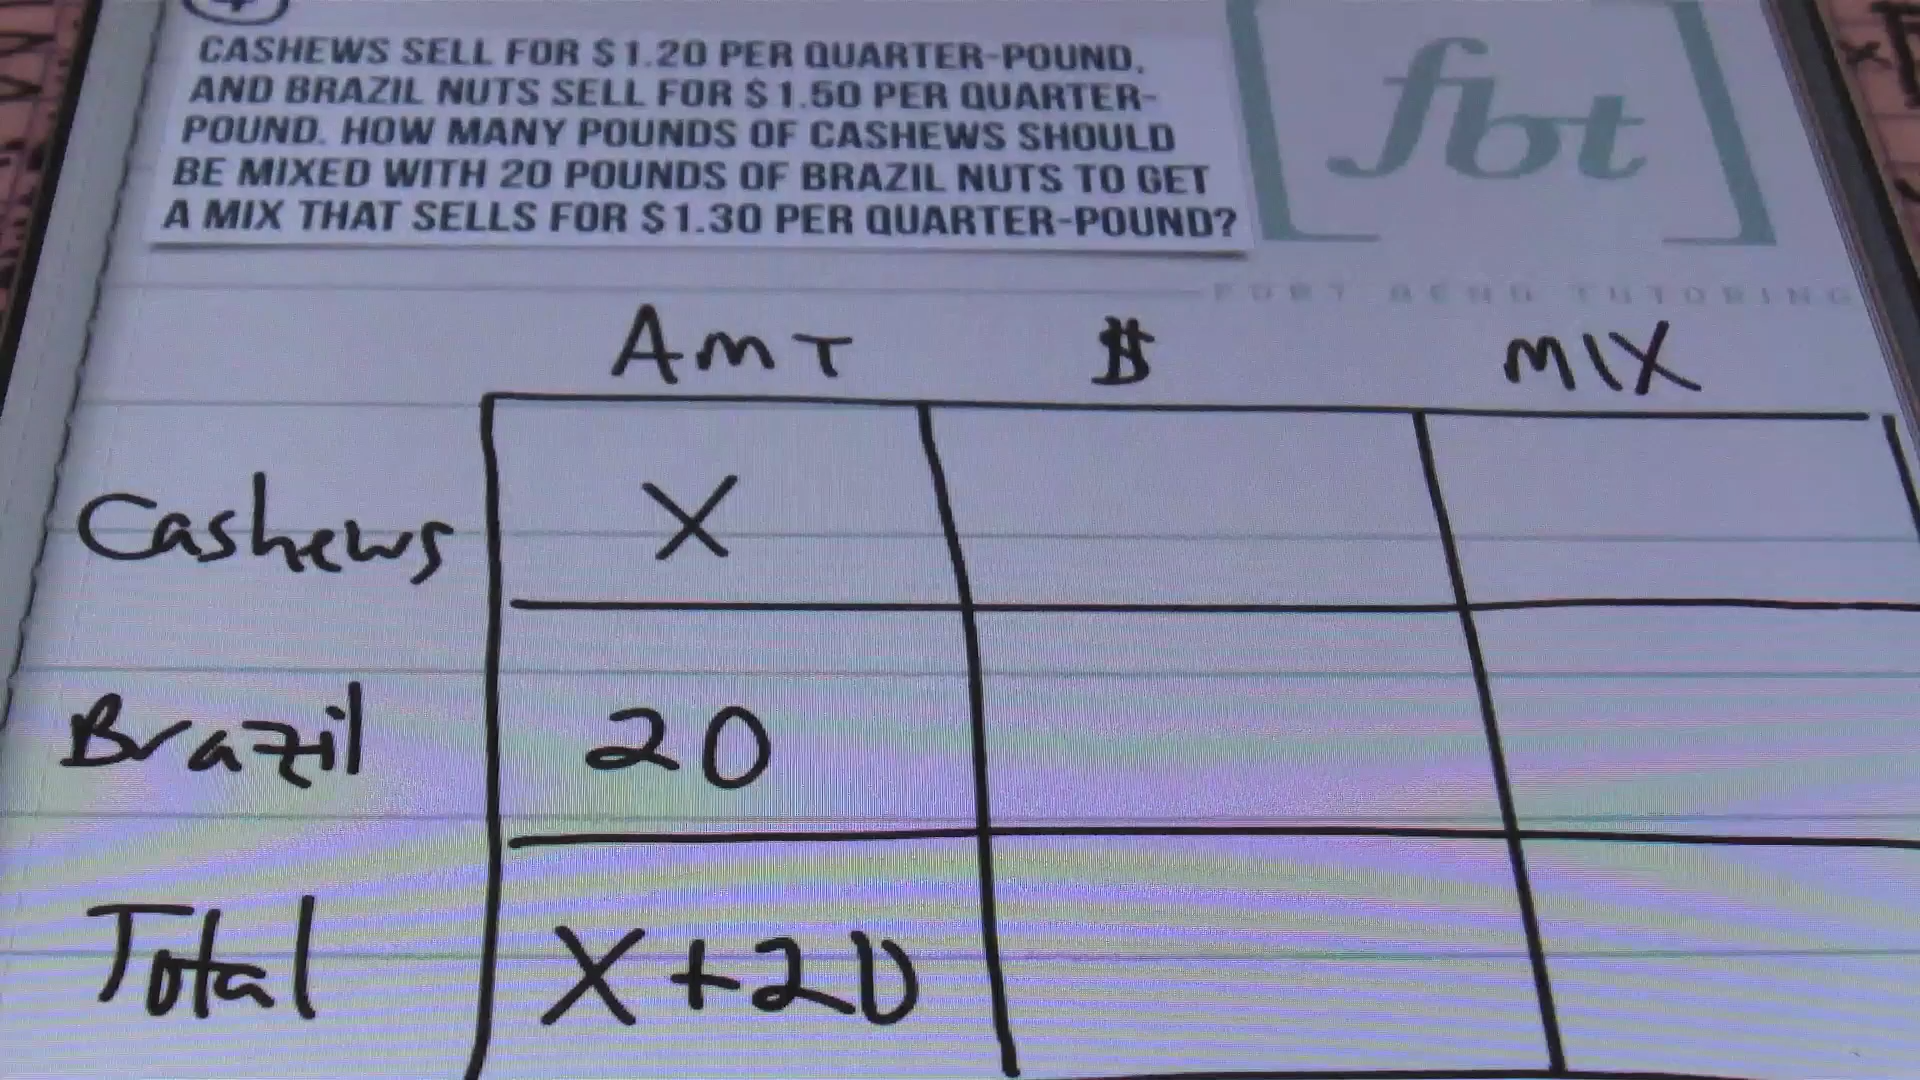 CASHEWS SELL FOR $1.20 PER QUARTER-POUND,
AND BRAZIL NUTS SELL FOR $1.50 PER QUARTER-
POUND. HOW MANY POUNDS OF CASHEWS SHOULD
BE MIXED WITH 20 POUNDS OF BRAZIL NUTS TO GET
A MIX THAT SELLS FOR $1.30 PER QUARTER-POUND?
fbt
FORT BEND TUTORING
AMT $ MIX
Cashews X
Brazil 20
Total X+20